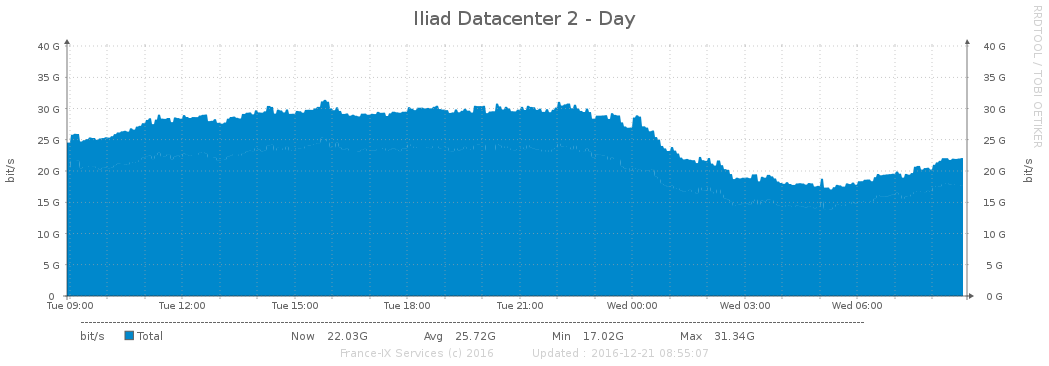 Iliad Datacenter 2 - Day
RRDTOOL / TOBI OETIKER
40 G 40 G
35 G 35 G
30 G 30 G
25 G 25 G
20 G 20 G
15 G 15 G
10 G 10 G
5 G 5 G
0 0 G
bit/s
bit/s
Tue 09:00 Tue 12:00 Tue 15:00 Tue 18:00 Tue 21:00 Wed 00:00 Wed 03:00 Wed 06:00
bit/s Total Now 22.03G Avg 25.72G Min 17.02G Max 31.34G
France-IX Services (c) 2016 Updated : 2016-12-21 08:55:07